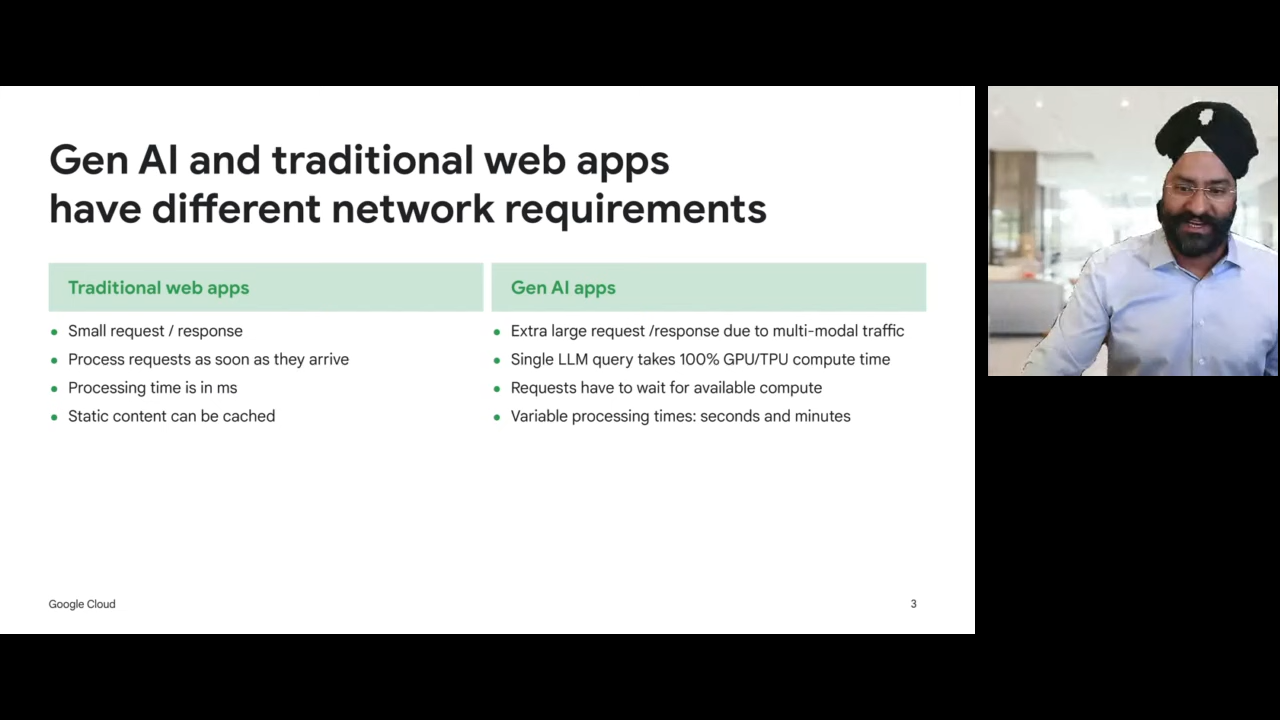 Gen AI and traditional web apps
have different network requirements
Traditional web apps
Small request / response
Process requests as soon as they arrive
Processing time is in ms
Static content can be cached
Gen AI apps
Extra large request /response due to multi-modal traffic
Single LLM query takes 100% GPU/TPU compute time
Requests have to wait for available compute
Variable processing times: seconds and minutes
Google Cloud
3